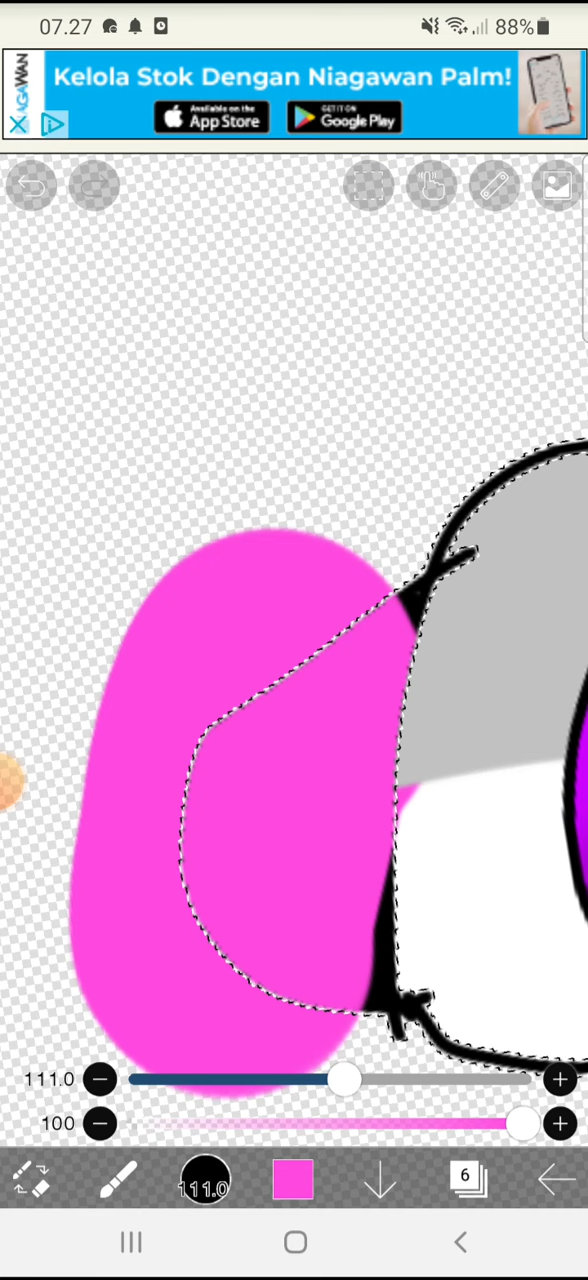 07.27
88%
AGAWAN
Kelola Stok Dengan Niagawan Palm!
Available on the
App Store
GET IT ON
Google Play
111.0
100
111.0
6